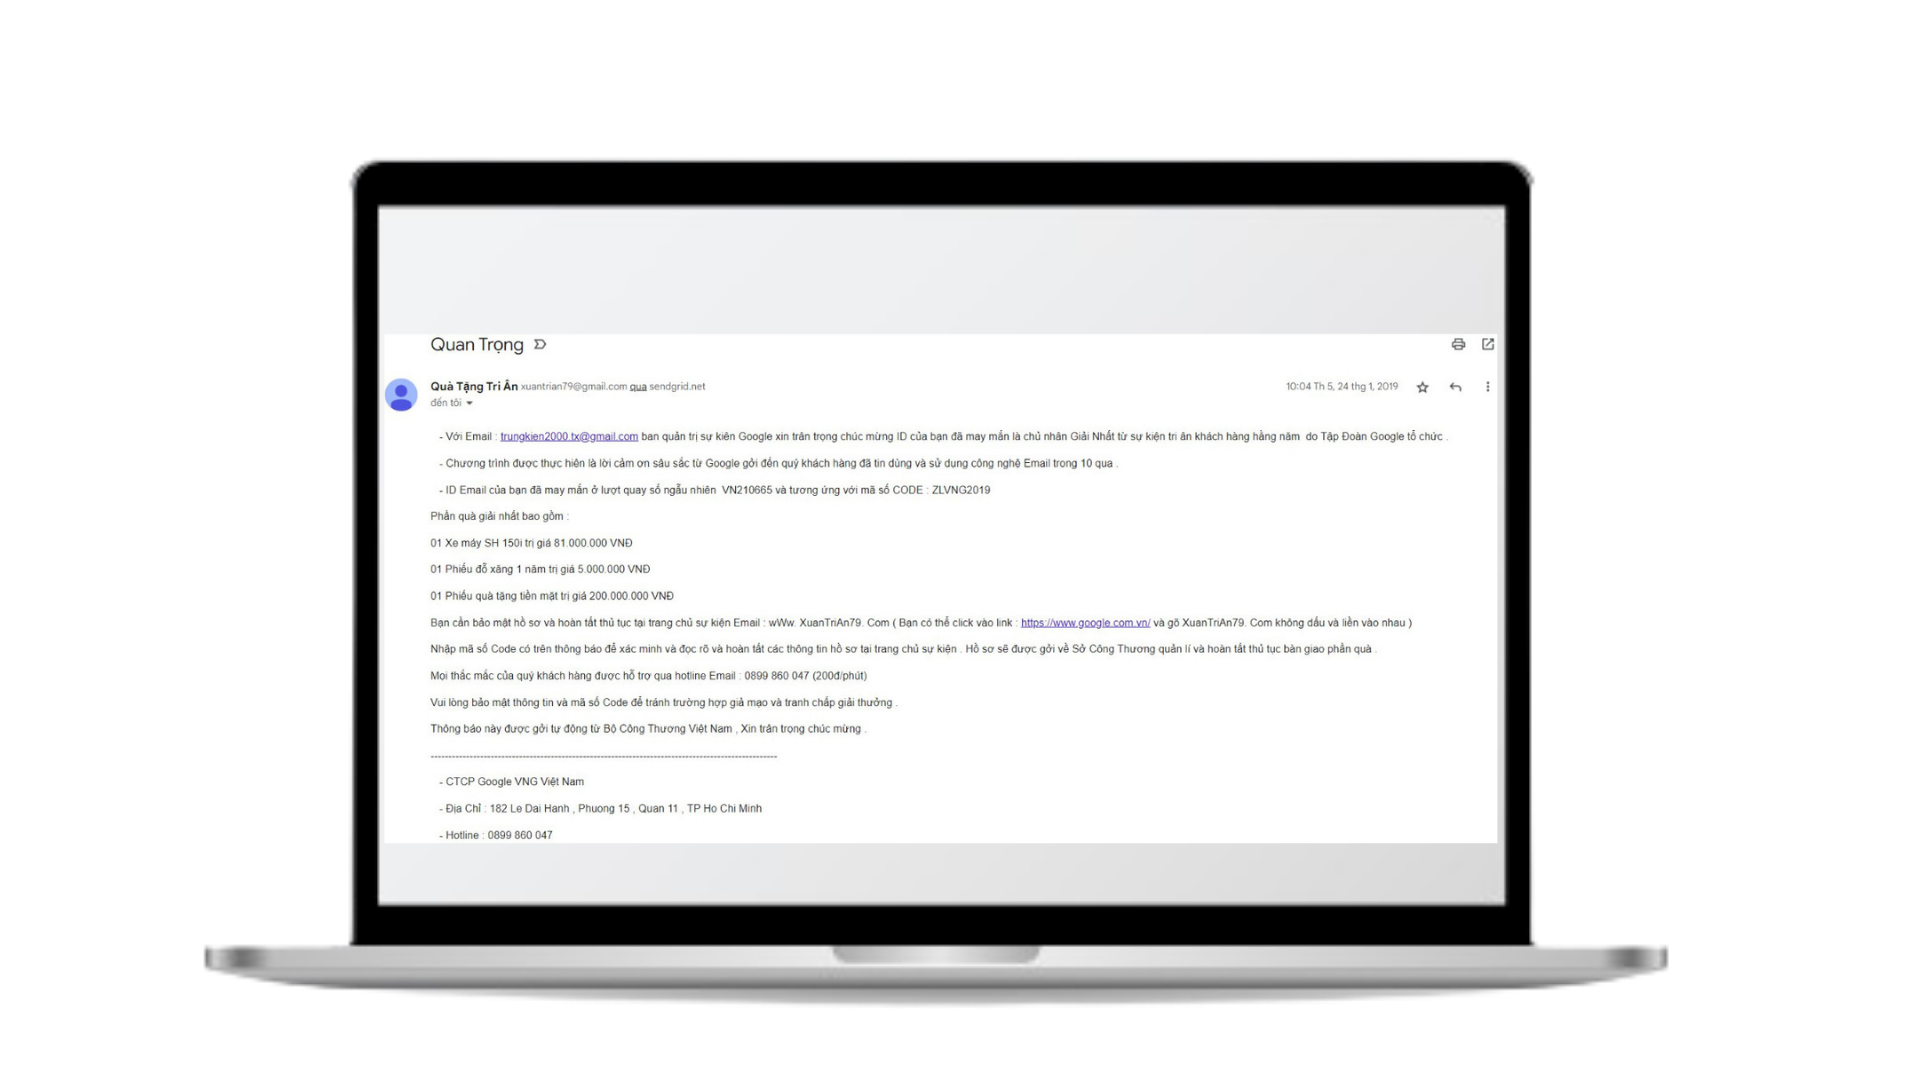 Quan Trọng
Quà Tặng Tri Ân xuantrian79@gmail.com qua sendgrid.net
10:04 Th 5, 24 thg 1, 2019
đến tôi
- Với Email : trungkien2000.tx@gmail.com ban quản trị sự kiên Google xin trân trọng chúc mừng ID của bạn đã may mắn là chủ nhân Giải Nhất từ sự kiện tri ân khách hàng hằng năm do Tập Đoàn Google tổ chức .
- Chương trình được thực hiện là lời cảm ơn sâu sắc từ Google gởi đến quý khách hàng đã tin dùng và sử dụng công nghệ Email trong 10 qua .
- ID Email của bạn đã may mắn ở lượt quay số ngẫu nhiên VN210665 và tương ứng với mã số CODE : ZLVNG2019
Phần quà giải nhất bao gồm :
01 Xe máy SH 150i trị giá 81.000.000 VNĐ
01 Phiếu đỗ xăng 1 năm trị giá 5.000.000 VNĐ
01 Phiếu quà tặng tiền mặt trị giá 200.000.000 VNĐ
Bạn cần bảo mật hồ sơ và hoàn tất thủ tục tại trang chủ sự kiện Email : wWw. XuanTriAn79. Com ( Bạn có thể click vào link : https://www.google.com.vn/ và gõ XuanTriAn79. Com không dấu và liền vào nhau )
Nhập mã số Code có trên thông báo để xác minh và đọc rõ và hoàn tất các thông tin hồ sơ tại trang chủ sự kiện . Hồ sơ sẽ được gởi về Sở Công Thương quản lí và hoàn tất thủ tục bàn giao phần quà .
Mọi thắc mắc của quý khách hàng được hỗ trợ qua hotline Email : 0899 860 047 (200đ/phút)
Vui lòng bảo mật thông tin và mã số Code để tránh trường hợp giả mạo và tranh chấp giải thưởng .
Thông báo này được gởi tự động từ Bộ Công Thương Việt Nam , Xin trân trọng chúc mừng .
----------------------------------------------------------------------------------------------------
- CTCP Google VNG Việt Nam
- Địa Chỉ : 182 Le Dai Hanh , Phuong 15 , Quan 11 , TP Ho Chi Minh
- Hotline : 0899 860 047